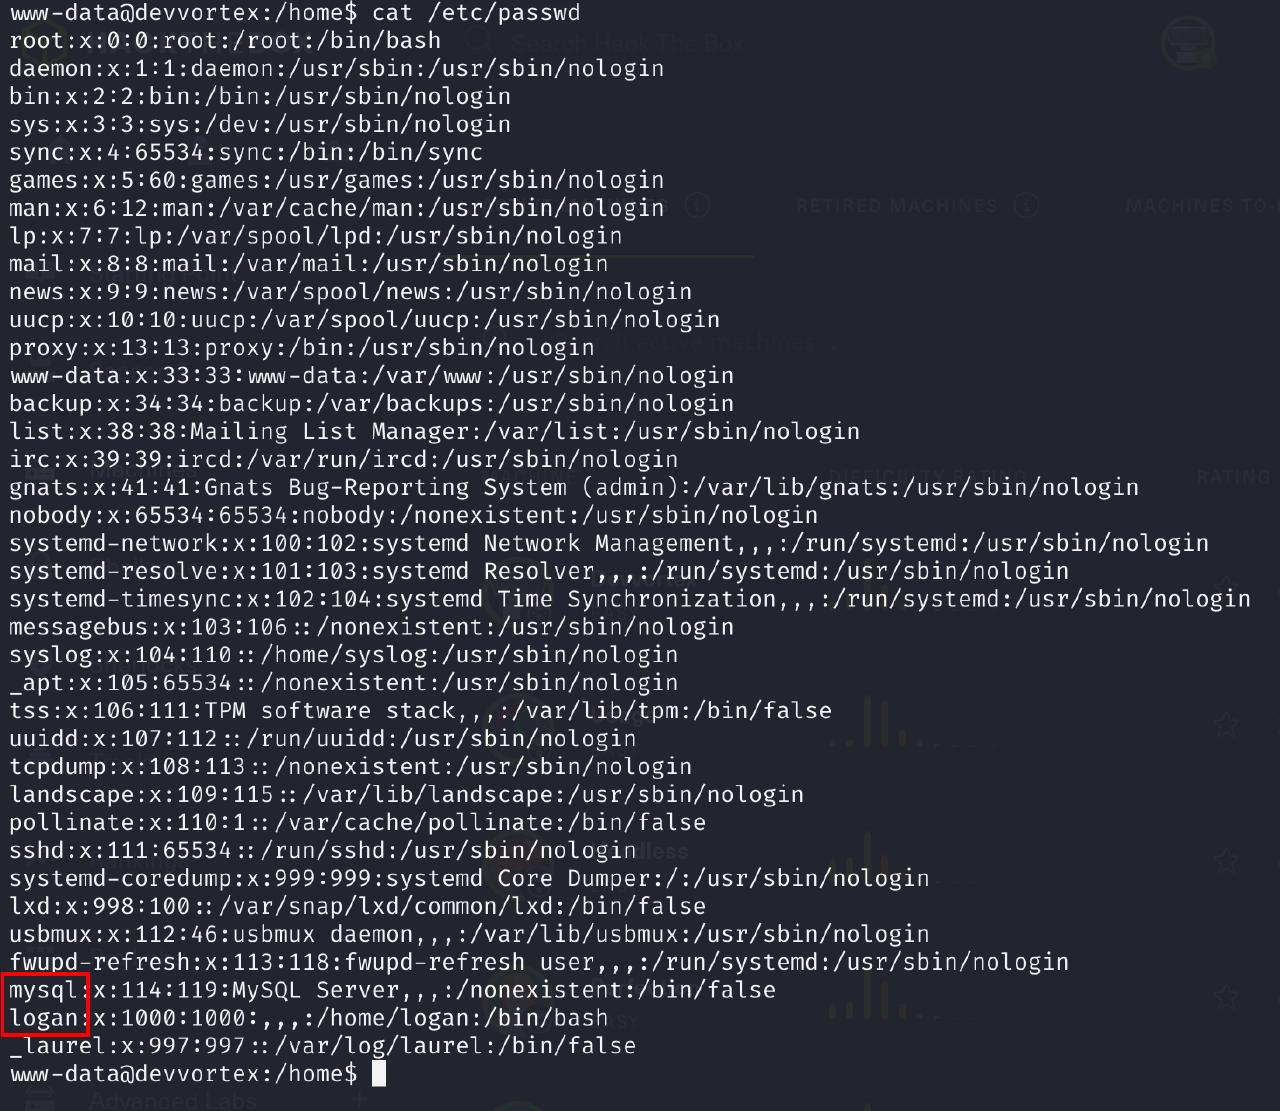 www-data@devvortex:/home$ cat /etc/passwd
root:x:0:0:root:/root:/bin/bash
Search Hack The Box
daemon:x:1:1:daemon:/usr/sbin:/usr/sbin/nologin
bin:x:2:2:bin:/bin:/usr/sbin/nologin
sys:x:3:3:sys:/dev:/usr/sbin/nologin
sync:x:4:65534:sync:/bin:/bin/sync
games:x:5:60:games:/usr/games:/usr/sbin/nologin
man:x:6:12:man:/var/cache/man:/usr/sbin/nologin
RETIRED MACHINES
MACHINES TO-
lp:x:7:7:lp:/var/spool/lpd:/usr/sbin/nologin
mail:x:8:8:mail:/var/mail:/usr/sbin/nologin
news:x:9:9:news:/var/spool/news:/usr/sbin/nologin
uucp:x:10:10:uucp:/var/spool/uucp:/usr/sbin/nologin
proxy:x:13:13:proxy:/bin:/usr/sbin/nologin
www-data:x:33:33:www-data:/var/www:/usr/sbin/nologin
backup:x:34:34:backup:/var/backups:/usr/sbin/nologin
list:x:38:38:Mailing List Manager:/var/list:/usr/sbin/nologin
irc:x:39:39:ircd:/var/run/ircd:/usr/sbin/nologin
DIFFICULTY RATING
RATING
gnats:x:41:41:Gnats Bug-Reporting System (admin):/var/lib/gnats:/usr/sbin/nologin
nobody:x:65534:65534:nobody:/nonexistent:/usr/sbin/nologin
systemd-network:x:100:102:systemd Network Management,,,:/run/systemd:/usr/sbin/nologin
systemd-resolve:x:101:103:systemd Resolver,,,:/run/systemd:/usr/sbin/nologin
systemd-timesync:x:102:104:systemd Time Synchronization,,,:/run/systemd:/usr/sbin/nologin
messagebus:x:103:106::/nonexistent:/usr/sbin/nologin
syslog:x:104:110::/home/syslog:/usr/sbin/nologin
_apt:x:105:65534::/nonexistent:/usr/sbin/nologin
tss:x:106:111:TPM software stack,,,:/var/lib/tpm:/bin/false
uuidd:x:107:112::/run/uuidd:/usr/sbin/nologin
tcpdump:x:108:113::/nonexistent:/usr/sbin/nologin
landscape:x:109:115::/var/lib/landscape:/usr/sbin/nologin
pollinate:x:110:1::/var/cache/pollinate:/bin/false
sshd:x:111:65534::/run/sshd:/usr/sbin/nologin
systemd-coredump:x:999:999:systemd Core Dumper:/:/usr/sbin/nologin
lxd:x:998:100::/var/snap/lxd/common/lxd:/bin/false
usbmux:x:112:46:usbmux daemon,,,:/var/lib/usbmux:/usr/sbin/nologin
fwupd-refresh:x:113:118:fwupd-refresh user,,,:/run/systemd:/usr/sbin/nologin
mysql:x:114:119:MySQL Server,,,:/nonexistent:/bin/false
logan:x:1000:1000:,,,:/home/logan:/bin/bash
_laurel:x:997:997::/var/log/laurel:/bin/false
www-data@devvortex:/home$
Advanced Labs